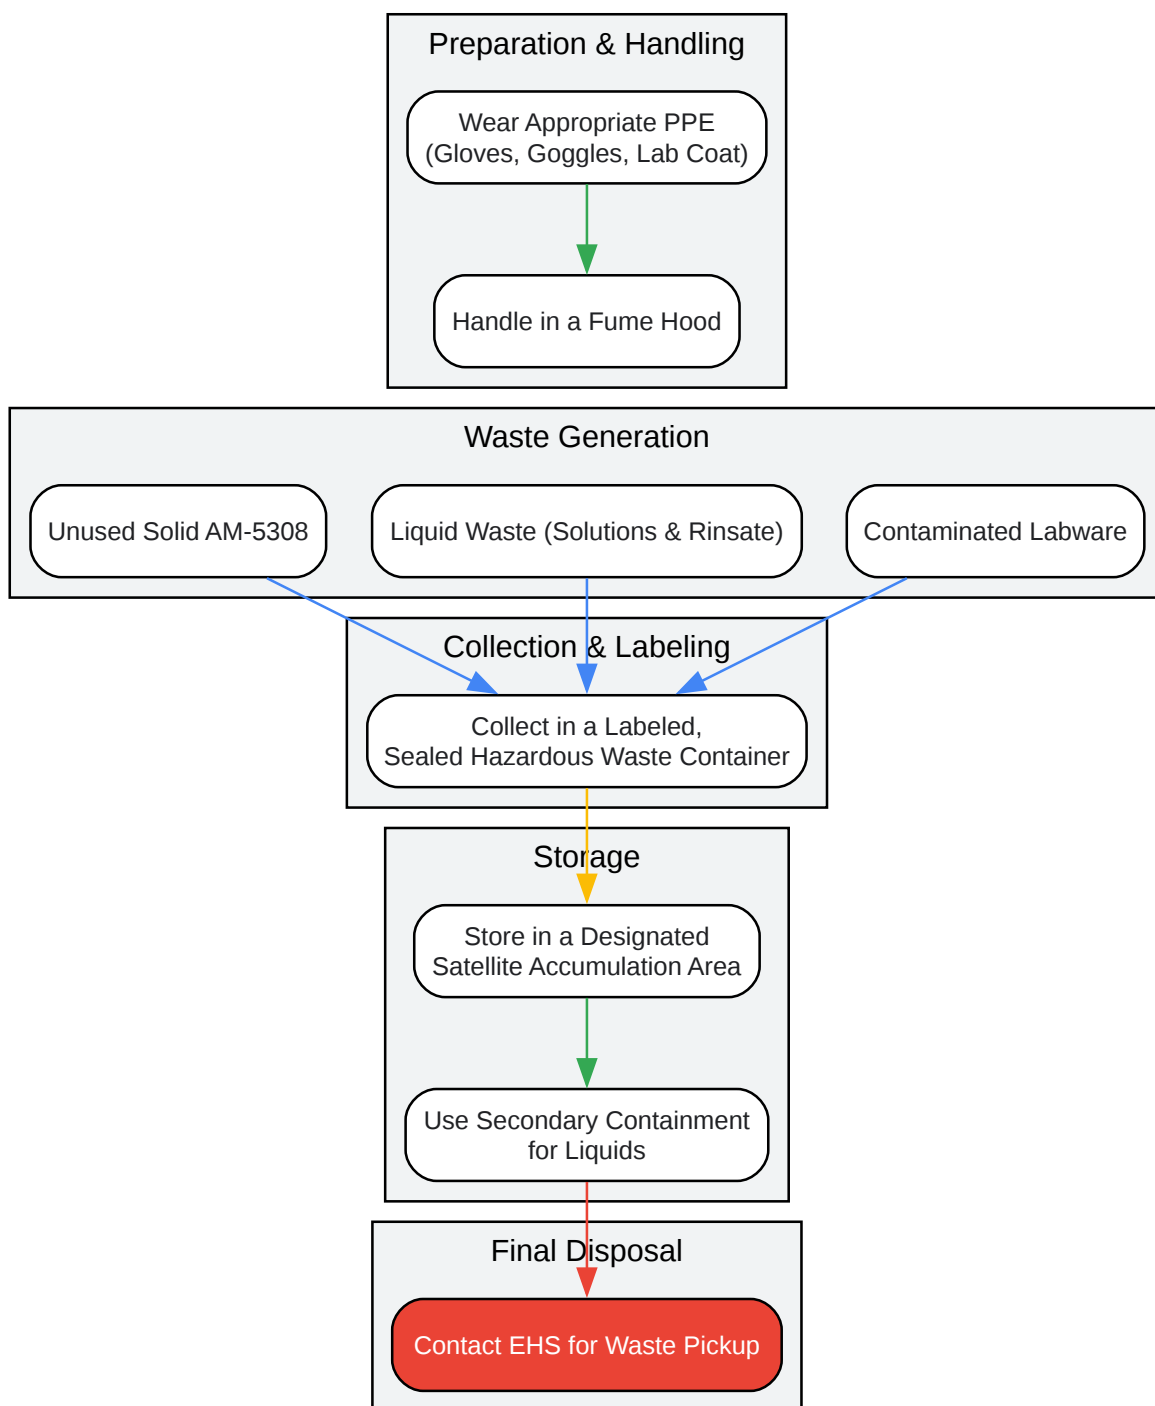 Preparation & Handling
Wear Appropriate PPE
(Gloves, Goggles, Lab Coat)
Handle in a Fume Hood
Waste Generation
Unused Solid AM-5308
Liquid Waste (Solutions & Rinsate)
Contaminated Labware
Collection & Labeling
Collect in a Labeled,
Sealed Hazardous Waste Container
Storage
Store in a Designated
Satellite Accumulation Area
Use Secondary Containment
for Liquids
Final Disposal
Contact EHS for Waste Pickup